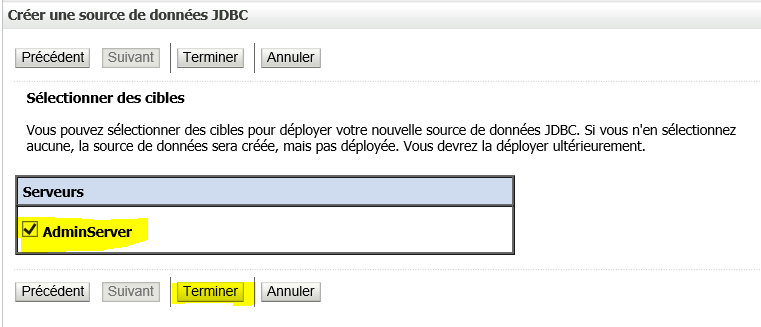 Créer une source de données JDBC
Précédent Suivant Terminer Annuler
Sélectionner des cibles
Vous pouvez sélectionner des cibles pour déployer votre nouvelle source de données JDBC. Si vous n'en sélectionnez
aucune, la source de données sera créée, mais pas déployée. Vous devrez la déployer ultérieurement.
Serveurs
AdminServer
Précédent Suivant Terminer Annuler